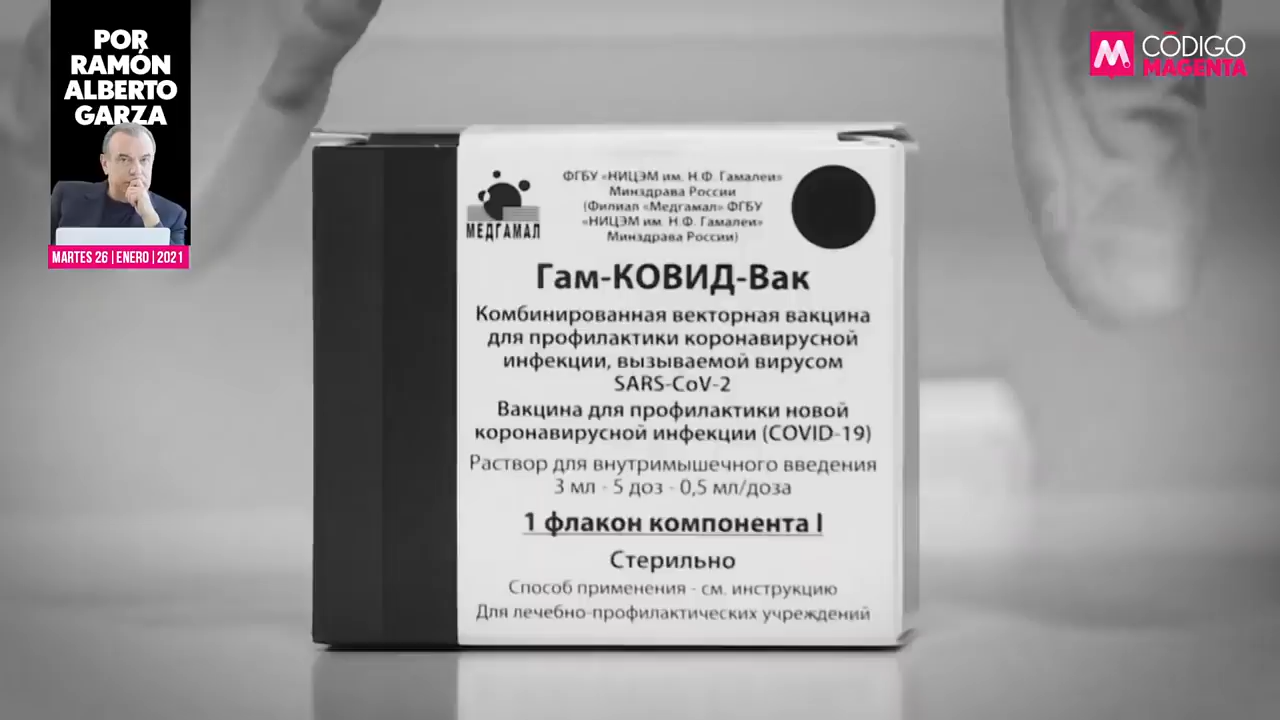 POR
RAMÓN
ALBERTO
GARZA
MARTES 26 | ENERO | 2021
M
CÓDIGO
MAGENTA
МЕДГАМАЛ
ФГБУ «НИЦЭМ им. Н.Ф. Гамалеи»
Минздрава России
(Филиал «Медгамал» ФГБУ
«НИЦЭМ им. Н.Ф. Гамалеи»
Минздрава России)
Гам-КОВИД-Вак
Комбинированная векторная вакцина
для профилактики коронавирусной
инфекции, вызываемой вирусом
SARS-CoV-2
Вакцина для профилактики новой
коронавирусной инфекции (COVID-19)
Раствор для внутримышечного введения
3 мл - 5 доз - 0,5 мл/доза
1 флакон компонента I
Стерильно
Способ применения - см. инструкцию
Для лечебно-профилактических учреждений